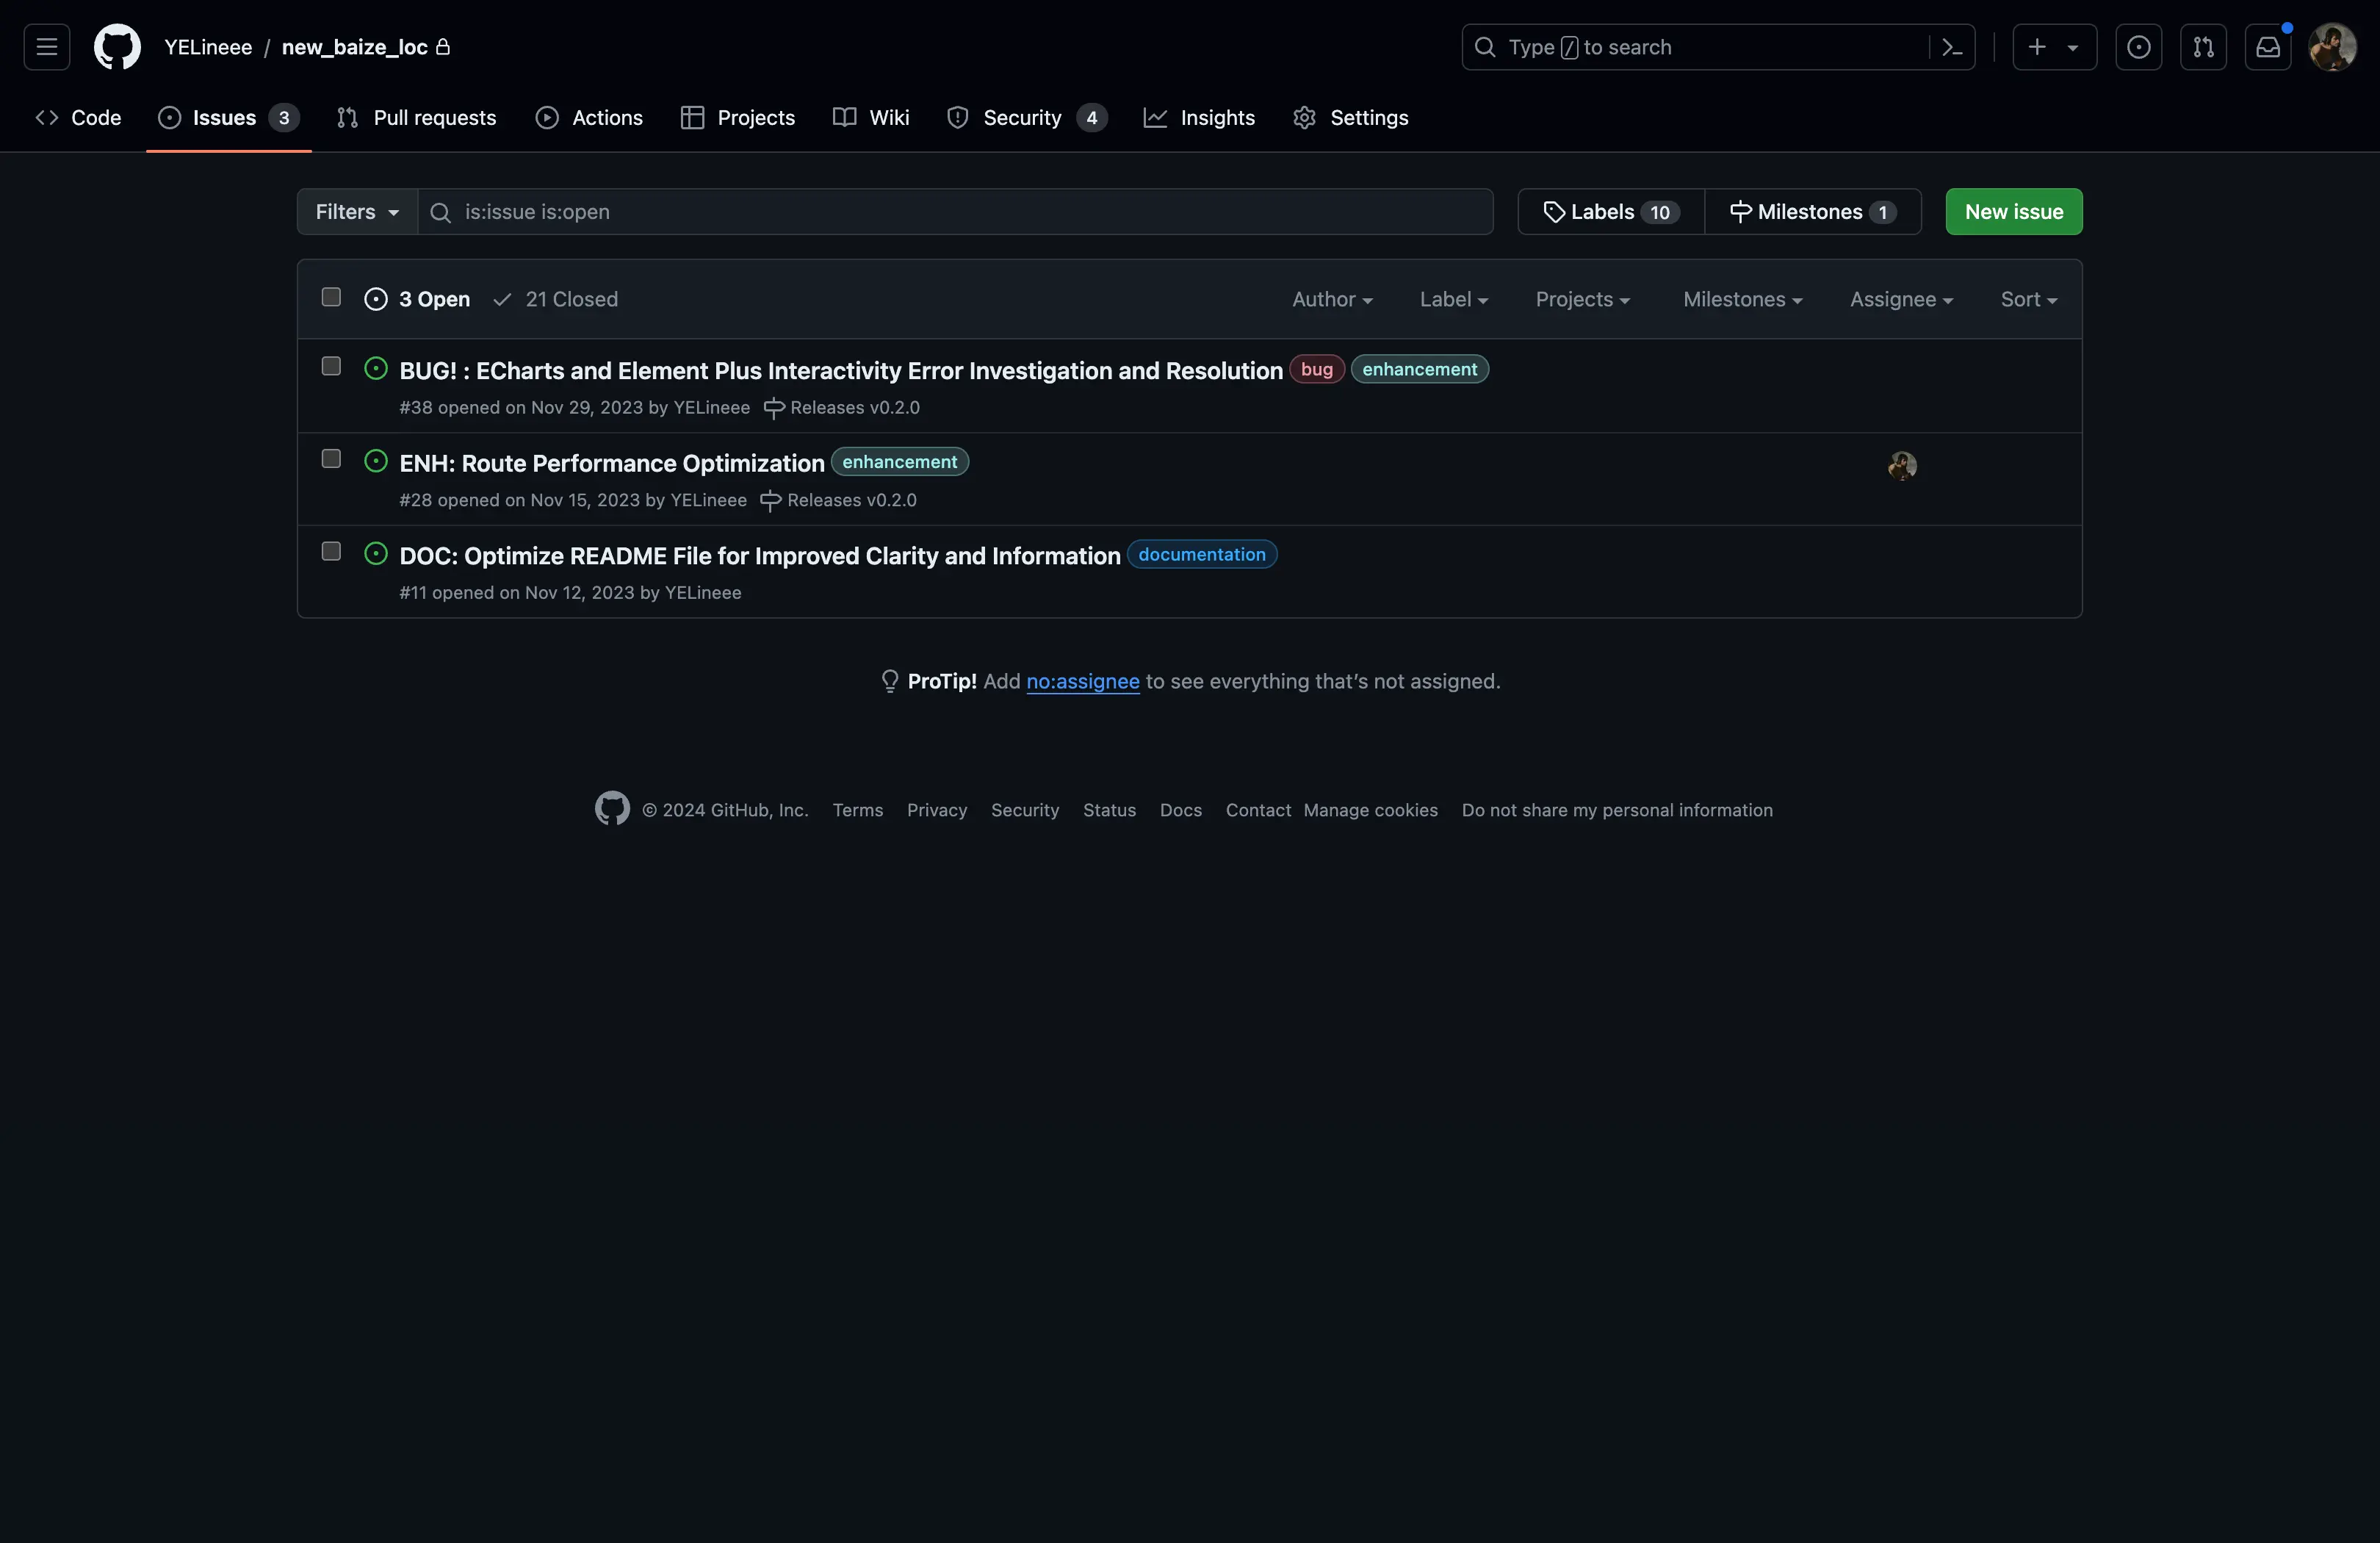 YELineee / new_baize_loc
Type / to search
Code
Issues 3
Pull requests
Actions
Projects
Wiki
Security 4
Insights
Settings
Filters
is:issue is:open
Labels 10
Milestones 1
New issue
3 Open
21 Closed
Author
Label
Projects
Milestones
Assignee
Sort
BUG! : ECharts and Element Plus Interactivity Error Investigation and Resolution bug enhancement
#38 opened on Nov 29, 2023 by YELineee Releases v0.2.0
ENH: Route Performance Optimization enhancement
#28 opened on Nov 15, 2023 by YELineee Releases v0.2.0
DOC: Optimize README File for Improved Clarity and Information documentation
#11 opened on Nov 12, 2023 by YELineee
ProTip! Add no:assignee to see everything that’s not assigned.
© 2024 GitHub, Inc. Terms Privacy Security Status Docs Contact Manage cookies Do not share my personal information